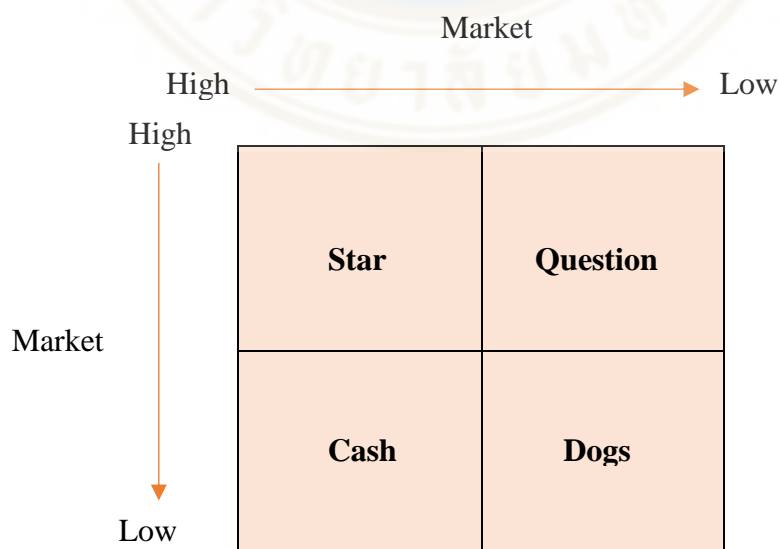 Market
High Low
High
Star Question
Market
Cash Dogs
Low